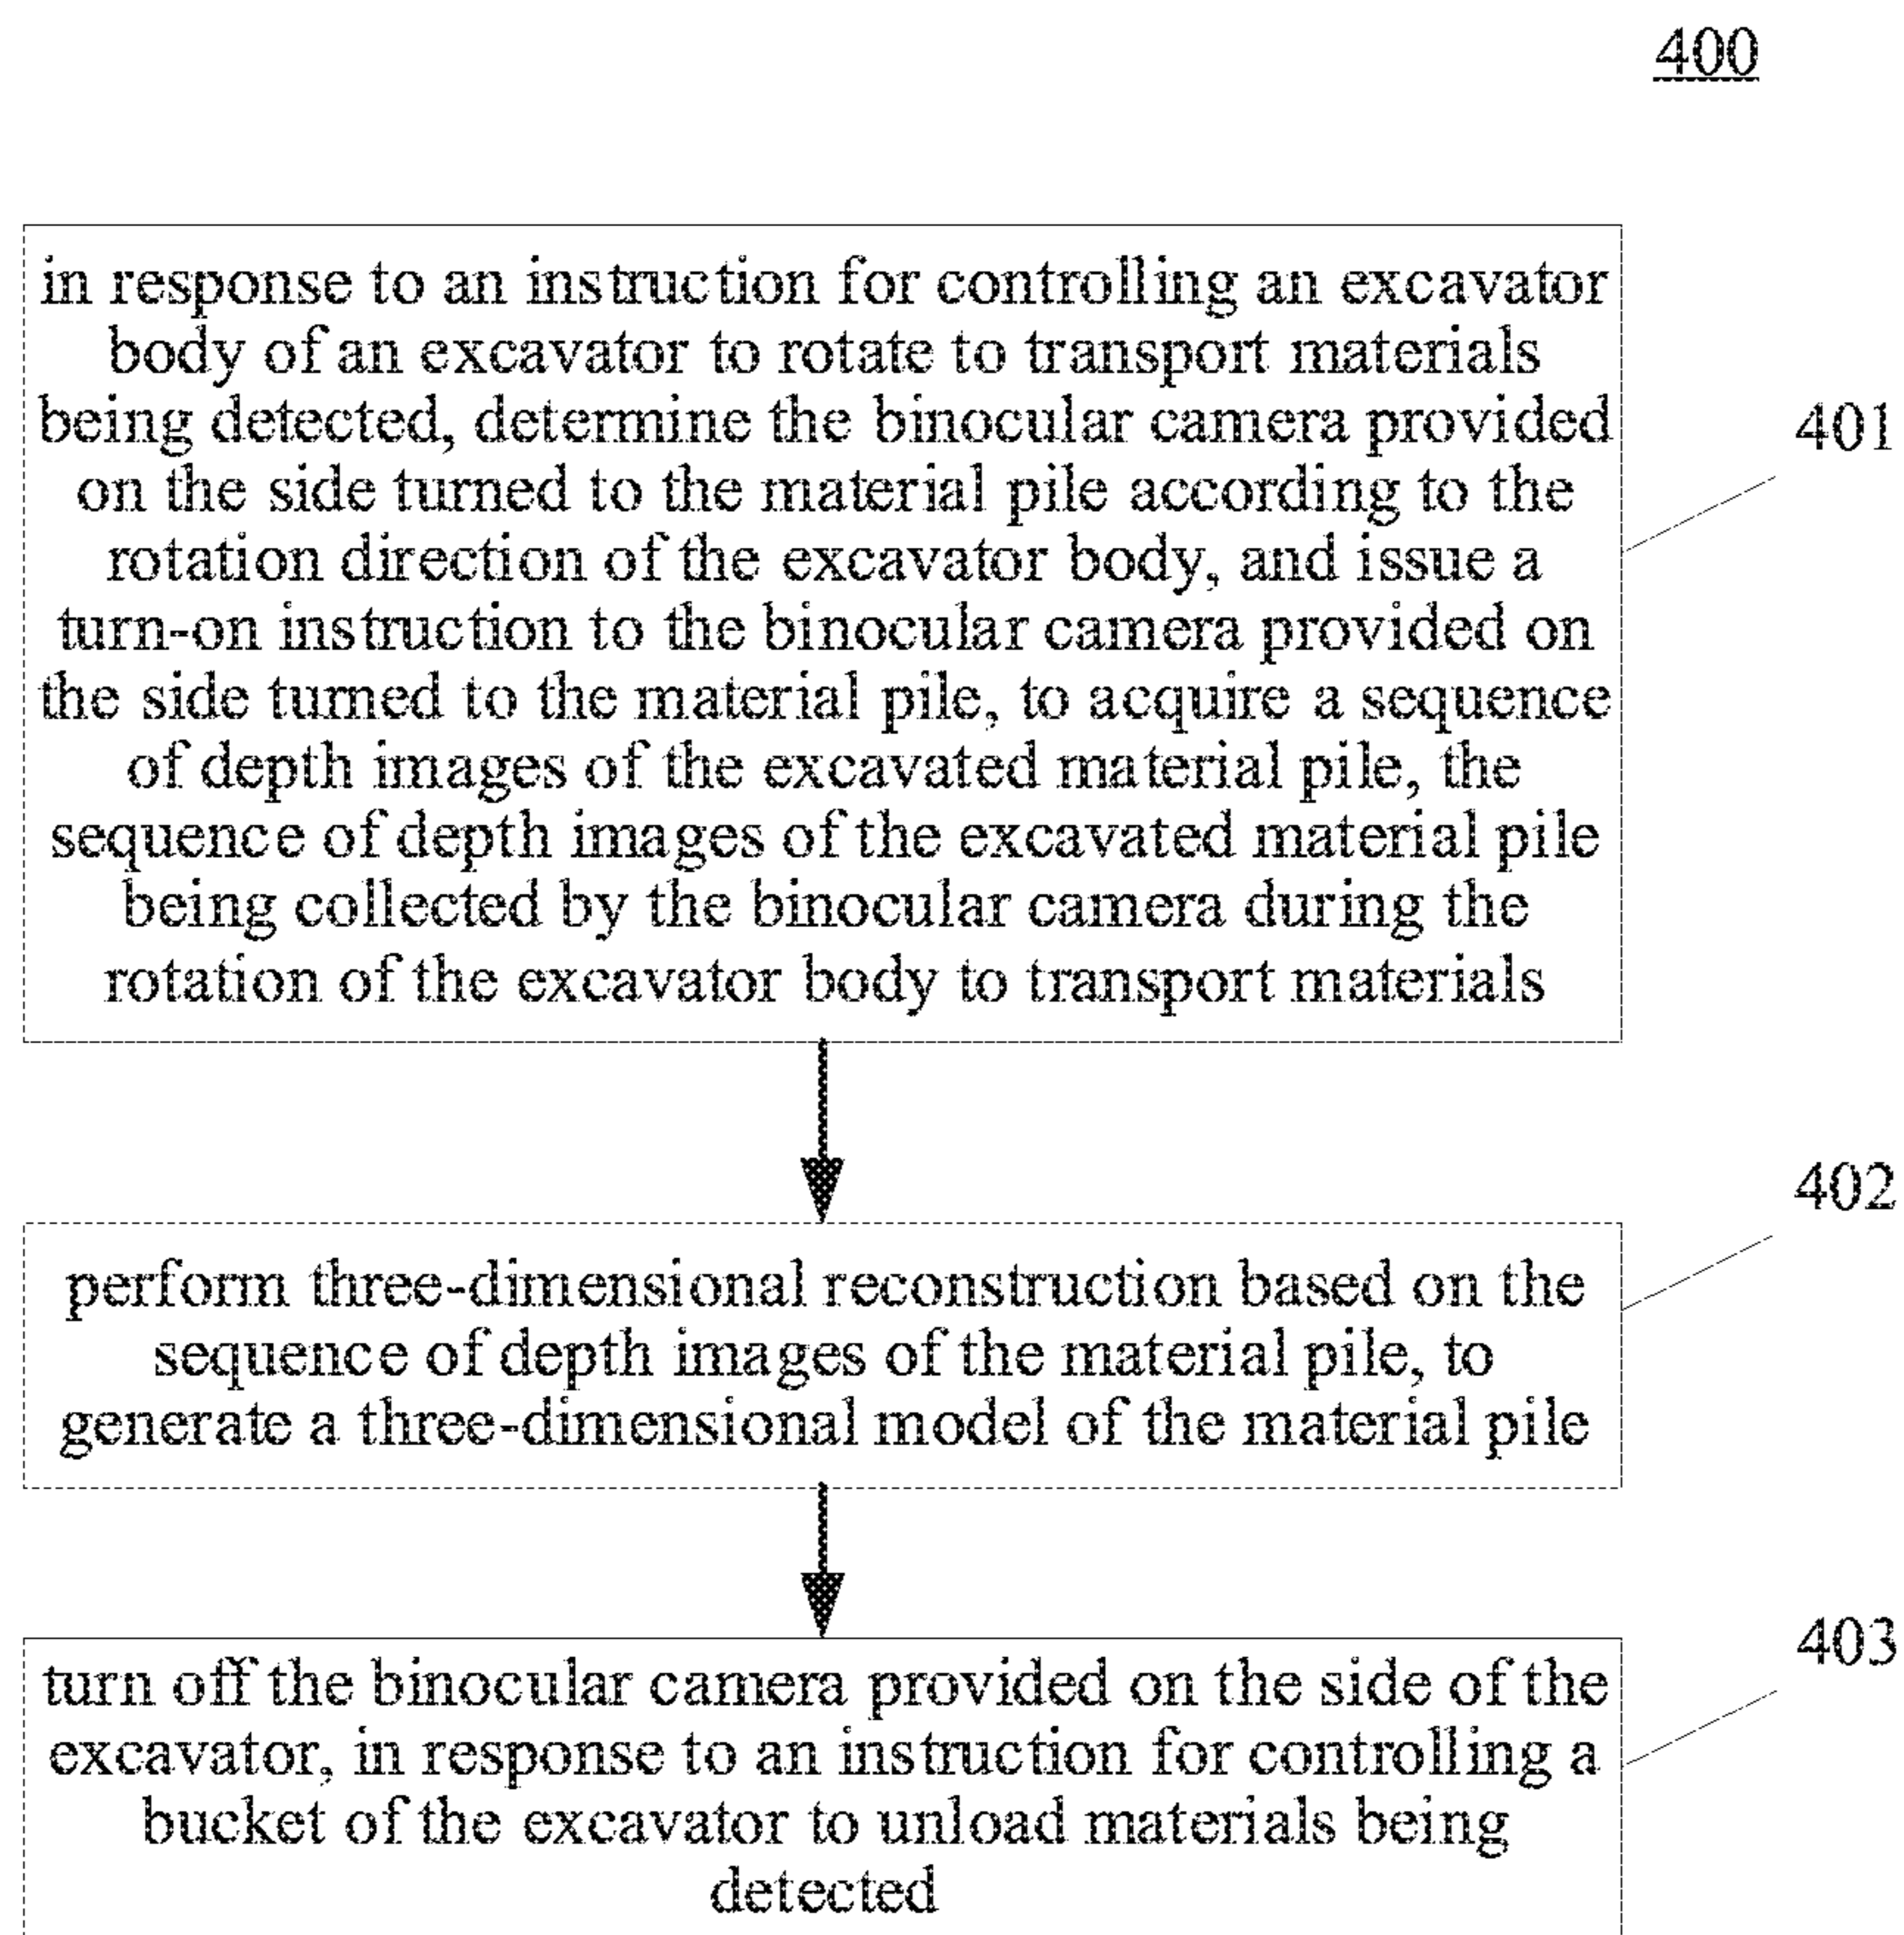 400
in response to an instruction for controlling an excavator
body of an excavator to rotate to transport materials
being detected, determine the binocular camera provided
on the side turned to the material pile according to the
rotation direction of the excavator body, and issue a
turn-on instruction to the binocular camera provided on
the side turned to the material pile, to acquire a sequence
of depth images of the excavated material pile, the
sequence of depth images of the excavated material pile
being collected by the binocular camera during the
rotation of the excavator body to transport materials
401
perform three-dimensional reconstruction based on the
sequence of depth images of the material pile, to
generate a three-dimensional model of the material pile
402
turn off the binocular camera provided on the side of the
excavator, in response to an instruction for controlling a
bucket of the excavator to unload materials being
detected
403